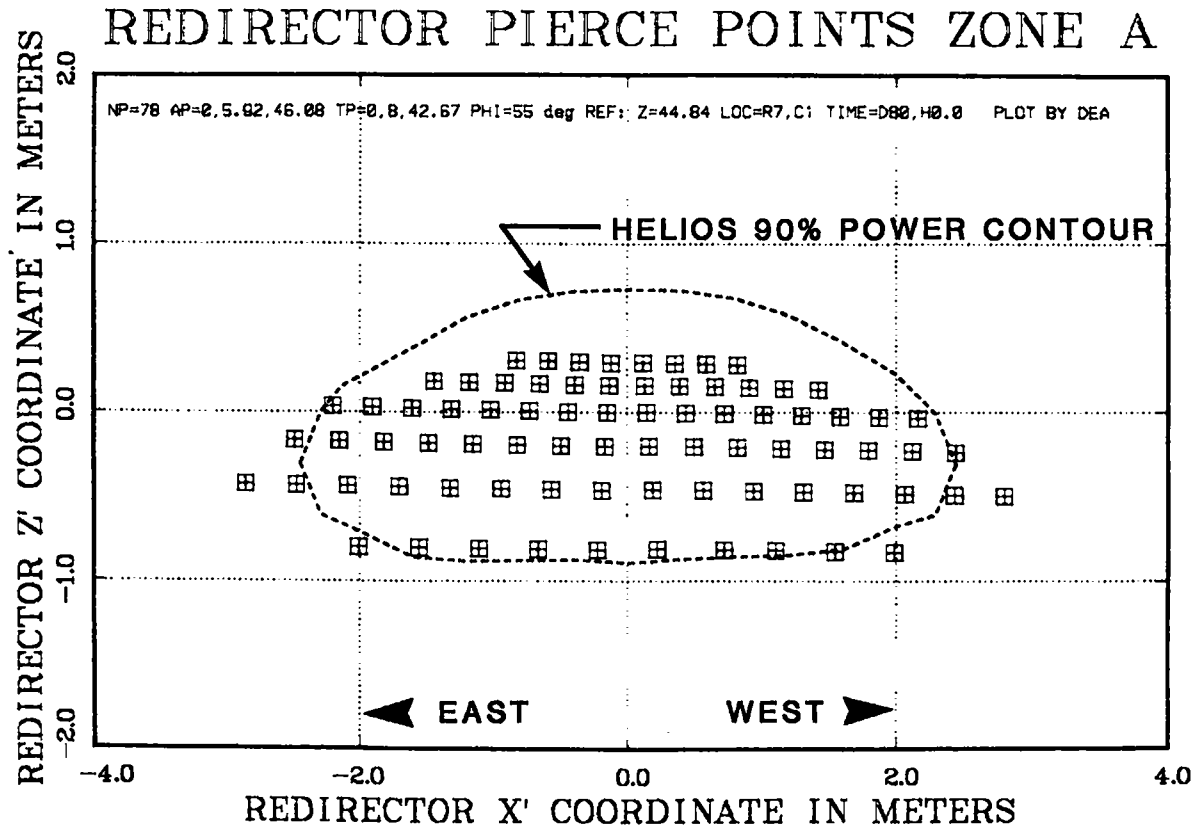 REDIRECTOR PIERCE POINTS ZONE A
REDIRECTOR Z' COORDINATE IN METERS
2.0
1.0
0.0
-1.0
-2.0
NP=78 AP=0,5.92,46.08 TP=0,8,42.67 PHI=55 deg REF: Z=44.84 LOC=R7,C1 TIME=D80,H0.0 PLOT BY DEA
HELIOS 90% POWER CONTOUR
EAST
WEST
-4.0
-2.0
0.0
2.0
4.0
REDIRECTOR X' COORDINATE IN METERS